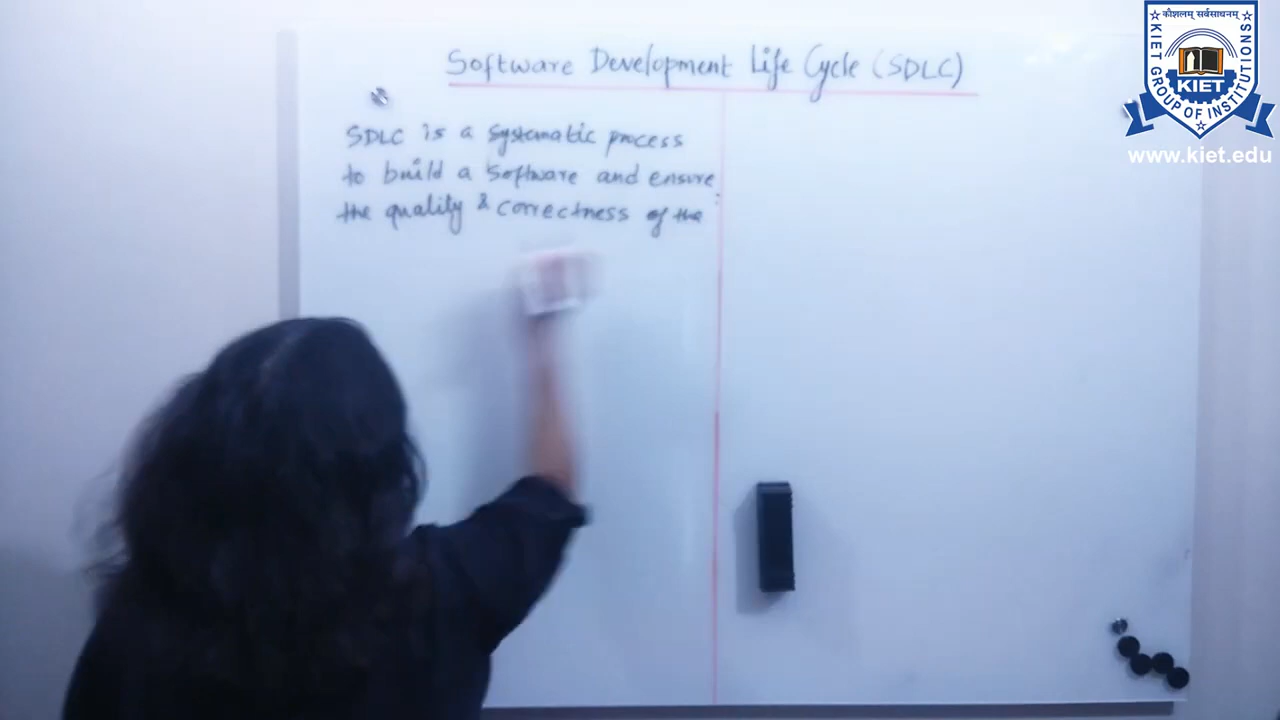 Software Development Life Cycle (SDLC)
SDLC is a systematic process
to build a software and ensure
the quality & correctness of the
कौशलम् सर्वसाधनम्
KIET GROUP OF INSTITUTIONS
KIET
www.kiet.edu